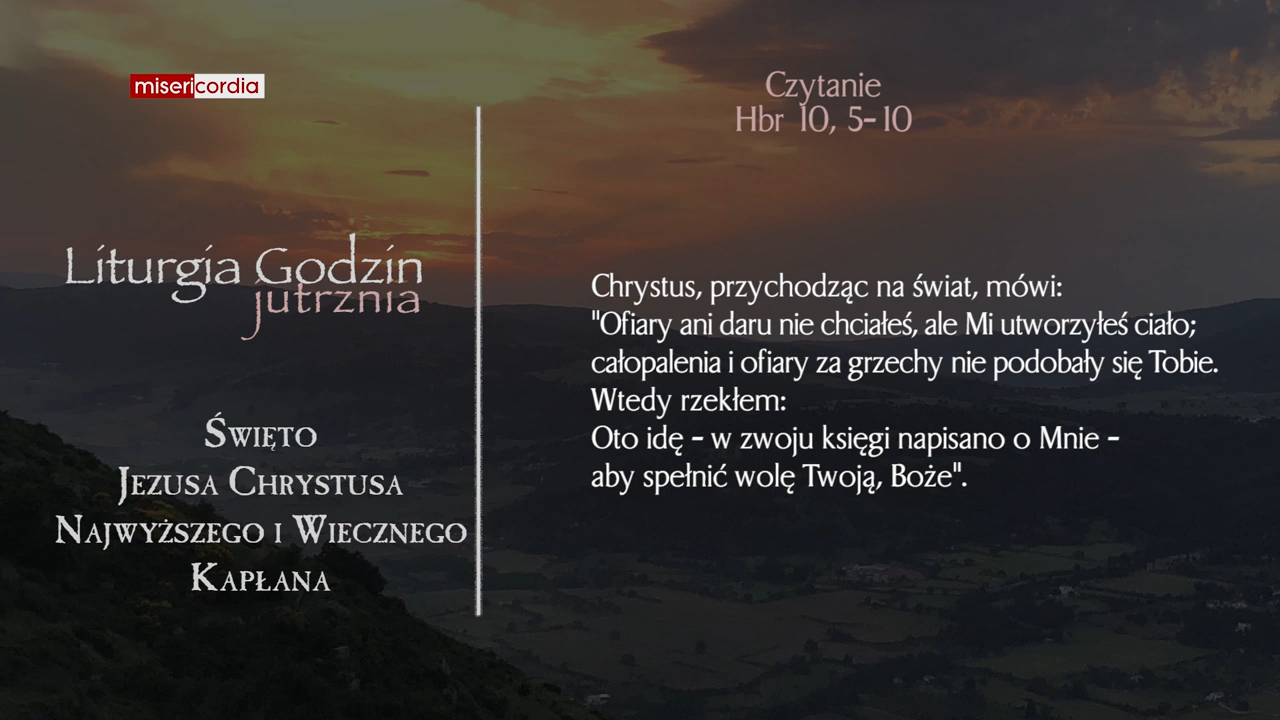 misericordia
Liturgia Godzin
jutrznia
Święto
Jezusa Chrystusa
Najwyższego i Wiecznego
Kapłana
Czytanie
Hbr 10, 5-10
Chrystus, przychodząc na świat, mówi:
"Ofiary ani daru nie chciałeś, ale Mi utworzyłeś ciało;
całopalenia i ofiary za grzechy nie podobały się Tobie.
Wtedy rzekłem:
Oto idę - w zwoju księgi napisano o Mnie -
aby spełnić wolę Twoją, Boże".